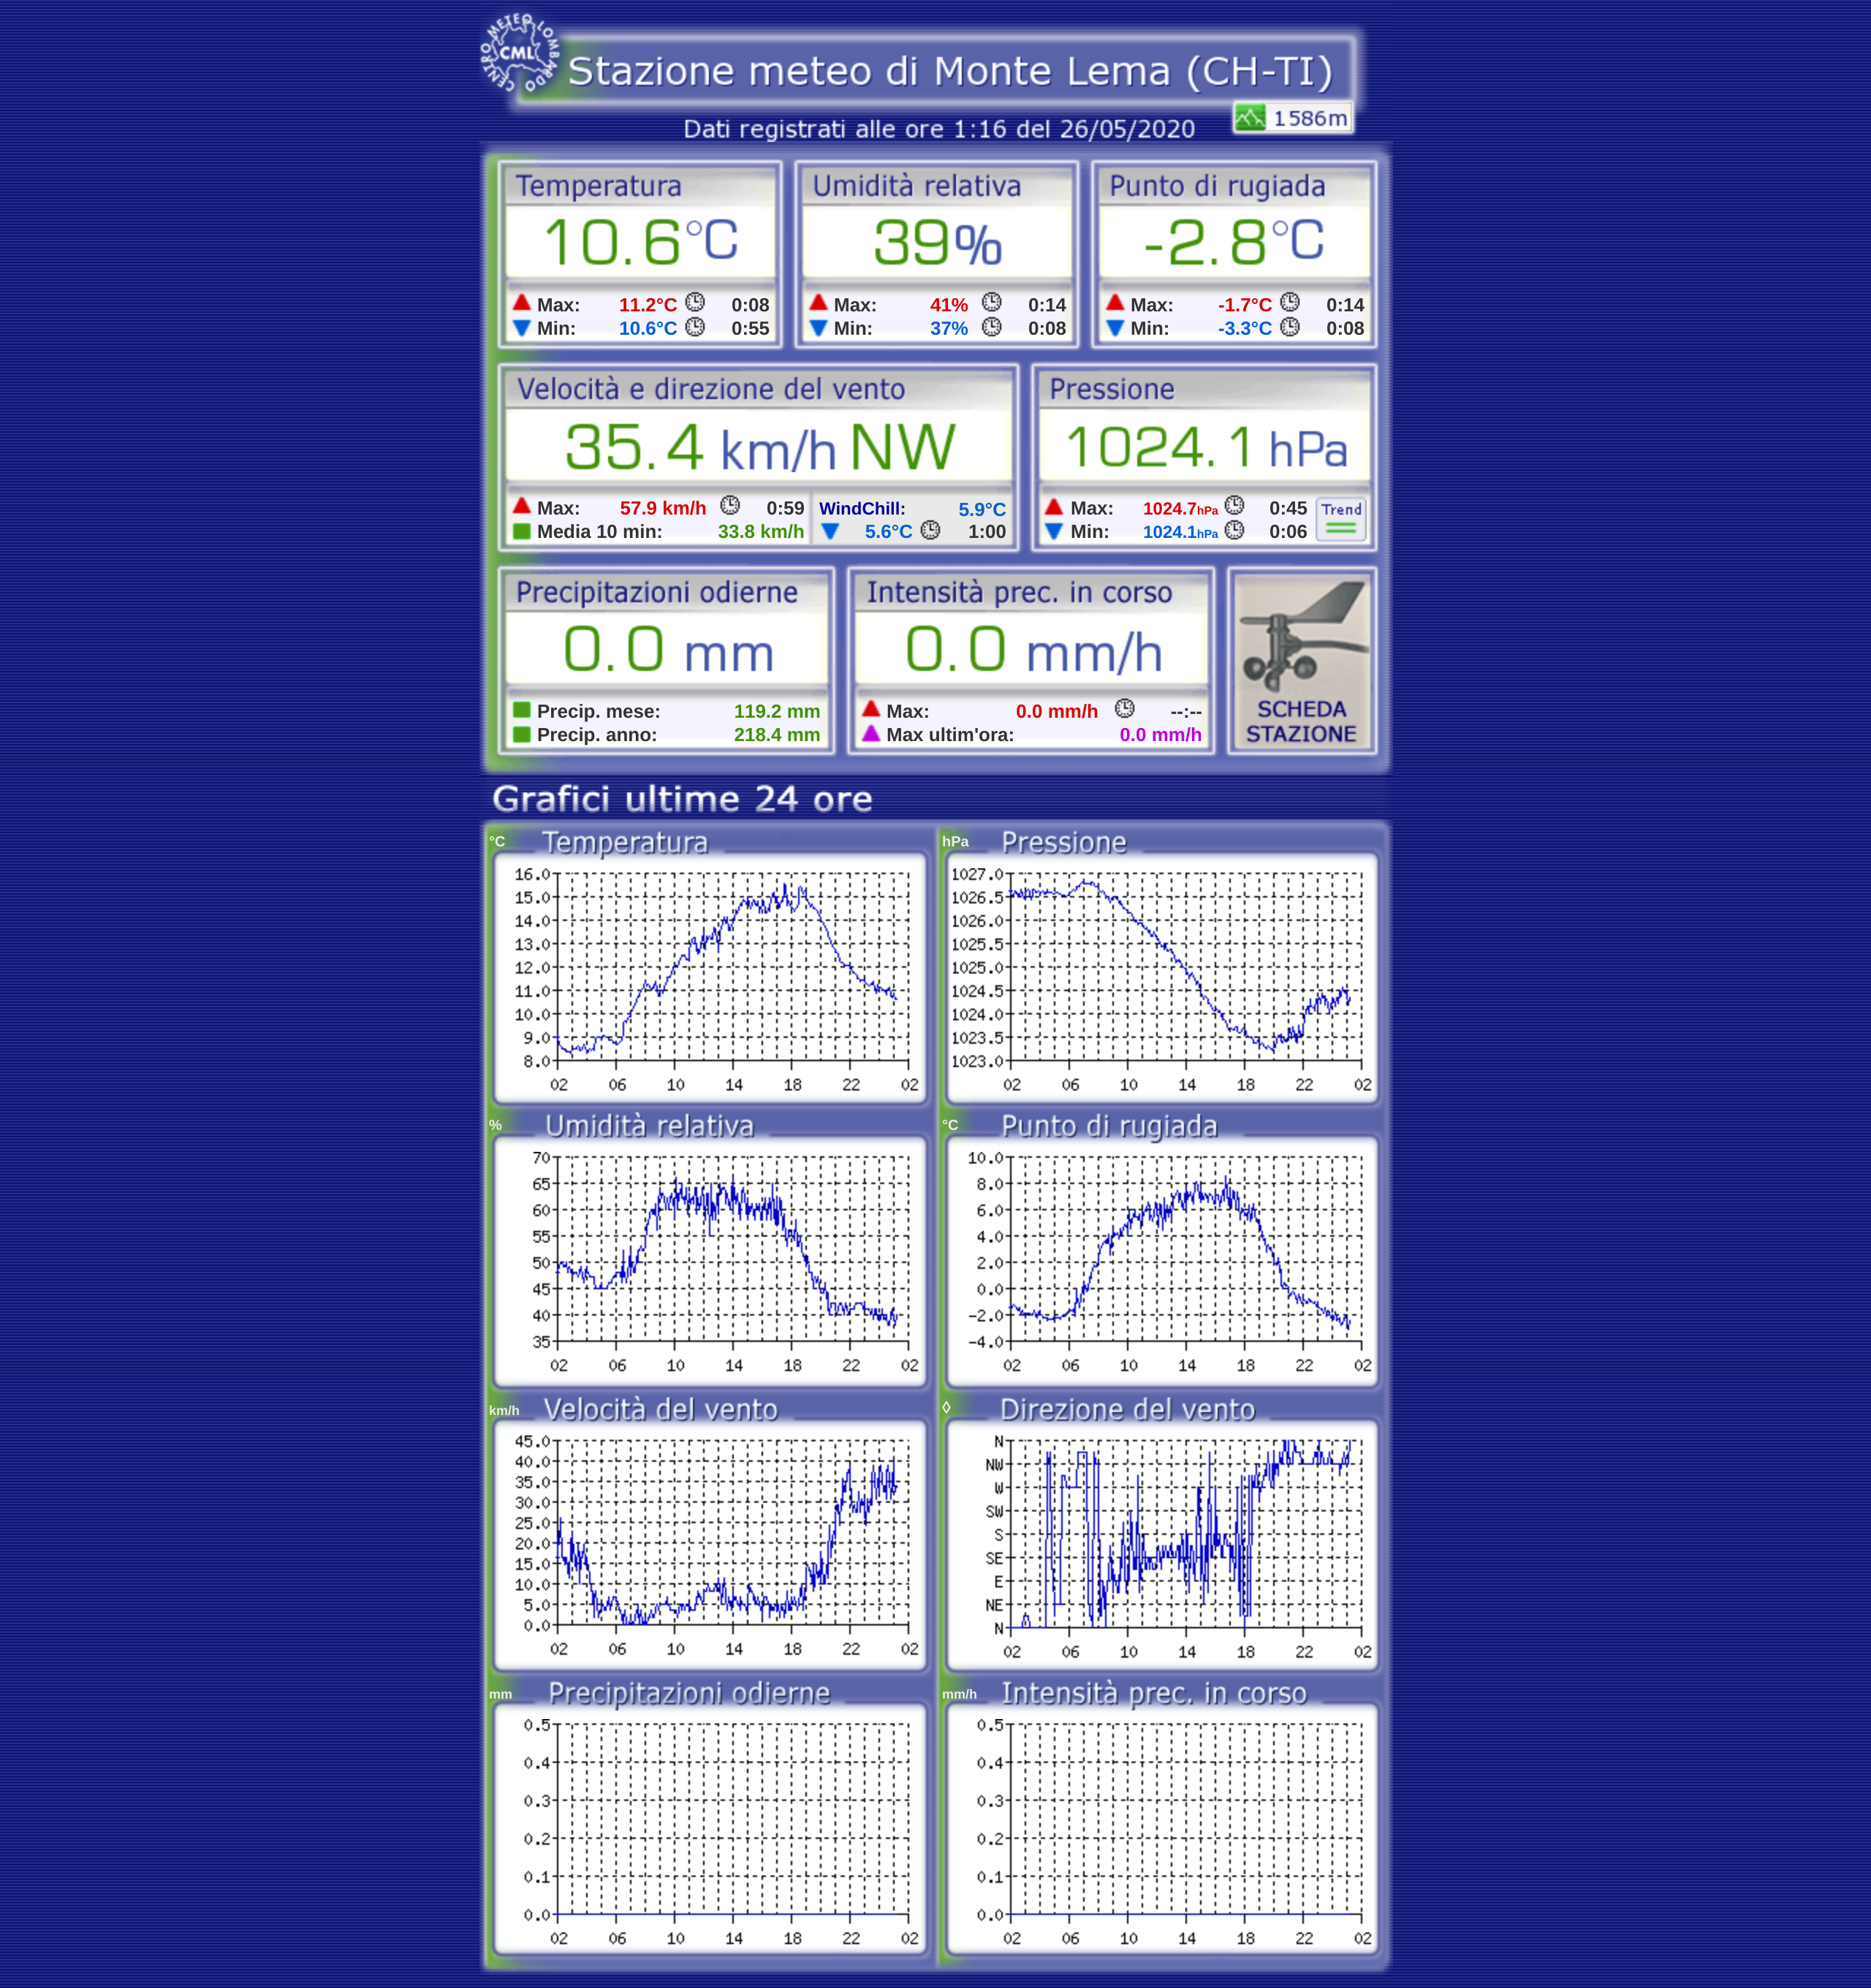 CENTRO METEO LOMBARDO
CML
Stazione meteo di Monte Lema (CH-TI)
1586m
Dati registrati alle ore 1:16 del 26/05/2020
Temperatura Umidità relativa Punto di rugiada
10.6°C 39% -2.8°C
Max: 11.2°C 0:08 Max: 41% 0:14 Max: -1.7°C 0:14
Min: 10.6°C 0:55 Min: 37% 0:08 Min: -3.3°C 0:08
Velocità e direzione del vento Pressione
35.4 km/h NW 1024.1 hPa
Max: 57.9 km/h 0:59 WindChill: 5.9°C Max: 1024.7hPa 0:45 Trend
Media 10 min: 33.8 km/h 5.6°C 1:00 Min: 1024.1hPa 0:06
Precipitazioni odierne Intensità prec. in corso
0.0 mm 0.0 mm/h
Precip. mese: 119.2 mm Max: 0.0 mm/h --:-- SCHEDA
Precip. anno: 218.4 mm Max ultim'ora: 0.0 mm/h STAZIONE
Grafici ultime 24 ore
°C Temperatura
16.0
15.0
14.0
13.0
12.0
11.0
10.0
9.0
8.0
02 06 10 14 18 22 02
hPa Pressione
1027.0
1026.5
1026.0
1025.5
1025.0
1024.5
1024.0
1023.5
1023.0
02 06 10 14 18 22 02
% Umidità relativa
70
65
60
55
50
45
40
35
02 06 10 14 18 22 02
°C Punto di rugiada
10.0
8.0
6.0
4.0
2.0
0.0
-2.0
-4.0
02 06 10 14 18 22 02
km/h Velocità del vento
45.0
40.0
35.0
30.0
25.0
20.0
15.0
10.0
5.0
0.0
02 06 10 14 18 22 02
◊ Direzione del vento
N
NW
W
SW
S
SE
E
NE
N
02 06 10 14 18 22 02
mm Precipitazioni odierne
0.5
0.4
0.3
0.2
0.1
0.0
02 06 10 14 18 22 02
mm/h Intensità prec. in corso
0.5
0.4
0.3
0.2
0.1
0.0
02 06 10 14 18 22 02